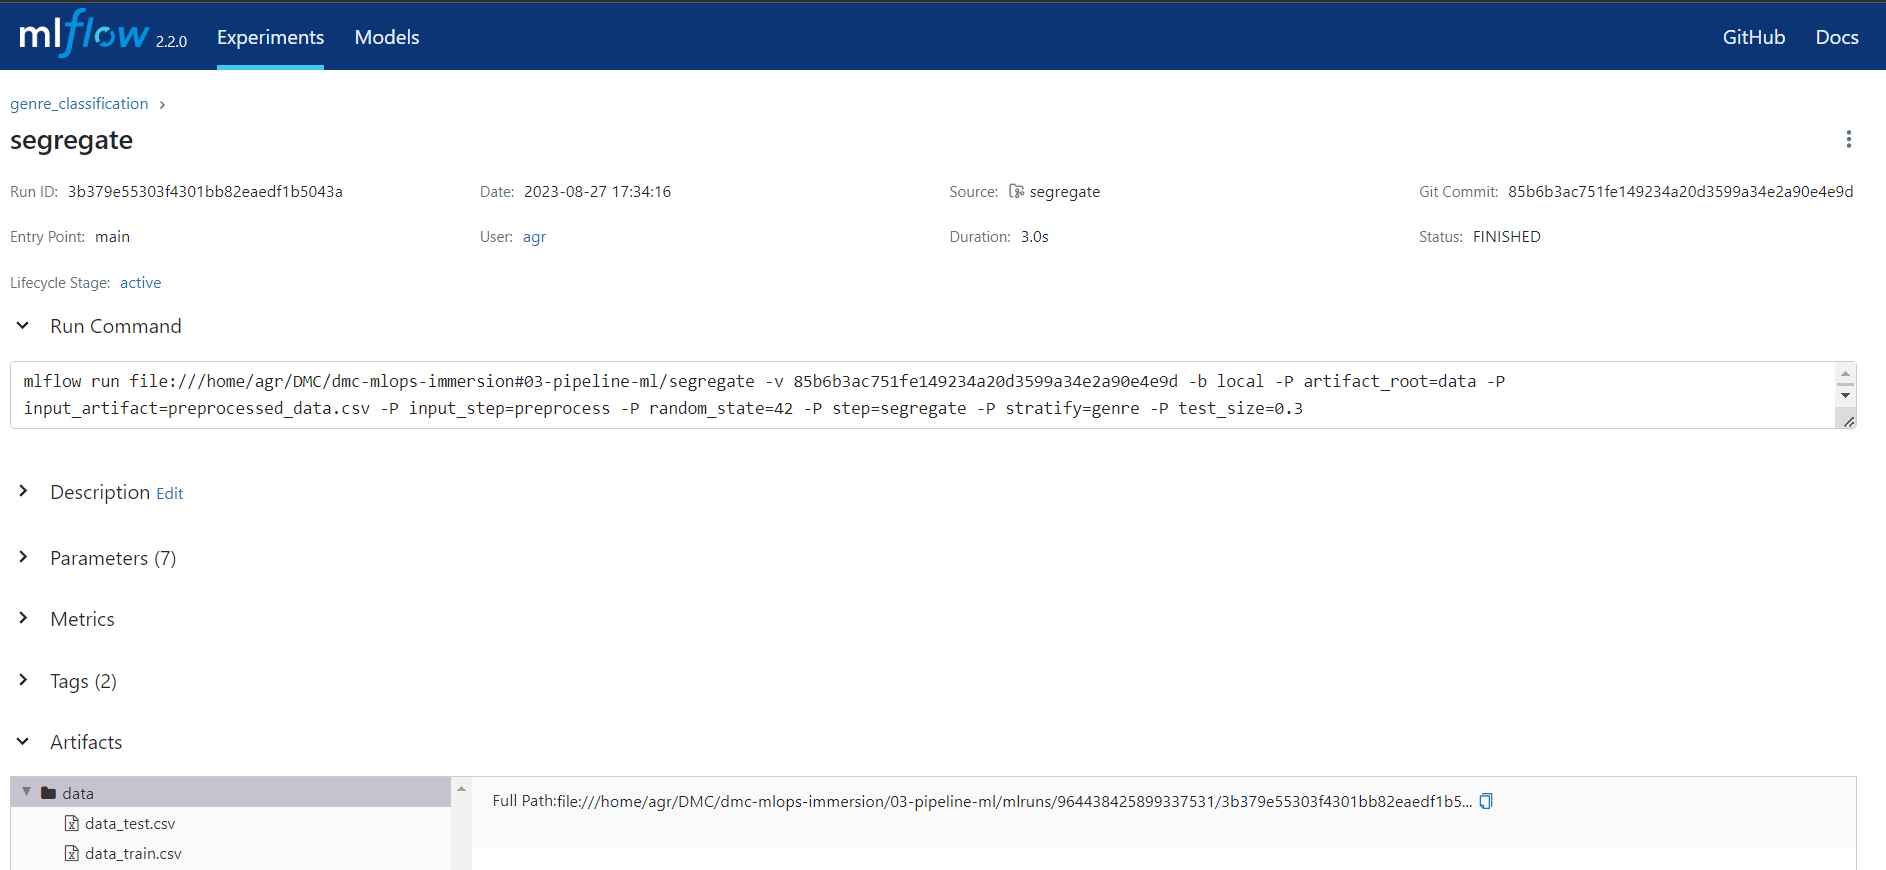 mlflow 2.2.0 Experiments Models GitHub Docs
genre_classification
segregate
Run ID: 3b379e55303f4301bb82eaedf1b5043a Date: 2023-08-27 17:34:16 Source: segregate Git Commit: 85b6b3ac751fe149234a20d3599a34e2a90e4e9d
Entry Point: main User: agr Duration: 3.0s Status: FINISHED
Lifecycle Stage: active
Run Command
mlflow run file:///home/agr/DMC/dmc-mlops-immersion#03-pipeline-ml/segregate -v 85b6b3ac751fe149234a20d3599a34e2a90e4e9d -b local -P artifact_root=data -P
input_artifact=preprocessed_data.csv -P input_step=preprocess -P random_state=42 -P step=segregate -P stratify=genre -P test_size=0.3
Description Edit
Parameters (7)
Metrics
Tags (2)
Artifacts
data
Full Path:file:///home/agr/DMC/dmc-mlops-immersion/03-pipeline-ml/mlruns/964438425899337531/3b379e55303f4301bb82eaedf1b5...
data_test.csv
data_train.csv